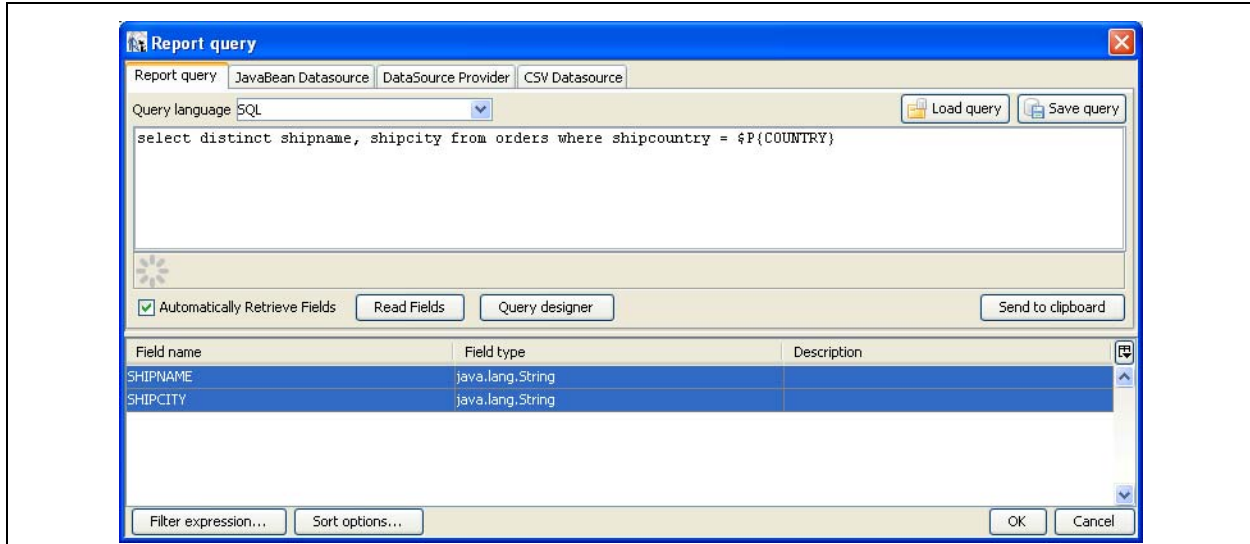 Report query
Report query JavaBean Datasource DataSource Provider CSV Datasource
Query language SQL Load query Save query
select distinct shipname, shipcity from orders where shipcountry = $P{COUNTRY}
Automatically Retrieve Fields Read Fields Query designer Send to clipboard
Field name Field type Description
SHIPNAME java.lang.String
SHIPCITY java.lang.String
Filter expression... Sort options... OK Cancel